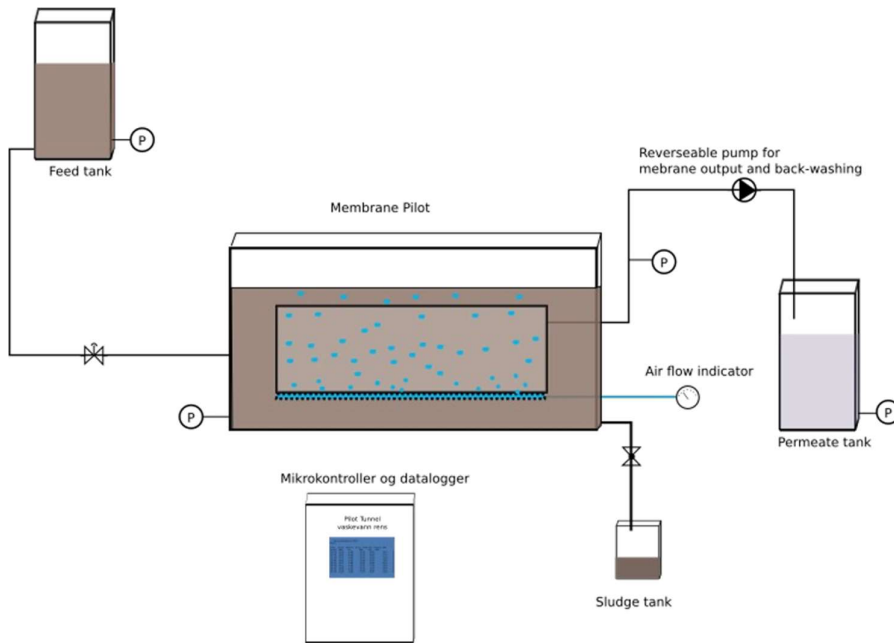 P
Feed tank
Reverseable pump for
mebrane output and back-washing
Membrane Pilot
P
Air flow indicator
P
P
Permeate tank
Mikrokontroller og datalogger
Pilot Tunnel
vaskevann rens
Sludge tank